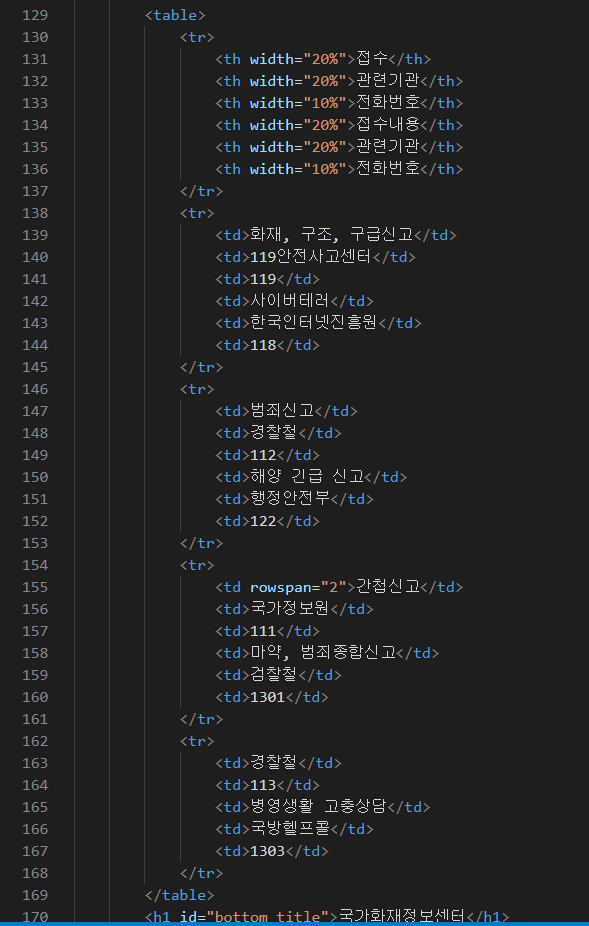 129 <table>
130 <tr>
131 <th width="20%">접수</th>
132 <th width="20%">관련기관</th>
133 <th width="10%">전화번호</th>
134 <th width="20%">접수내용</th>
135 <th width="20%">관련기관</th>
136 <th width="10%">전화번호</th>
137 </tr>
138 <tr>
139 <td>화재, 구조, 구급신고</td>
140 <td>119안전사고센터</td>
141 <td>119</td>
142 <td>사이버테러</td>
143 <td>한국인터넷진흥원</td>
144 <td>118</td>
145 </tr>
146 <tr>
147 <td>범죄신고</td>
148 <td>경찰철</td>
149 <td>112</td>
150 <td>해양 긴급 신고</td>
151 <td>행정안전부</td>
152 <td>122</td>
153 </tr>
154 <tr>
155 <td rowspan="2">간첩신고</td>
156 <td>국가정보원</td>
157 <td>111</td>
158 <td>마약, 범죄종합신고</td>
159 <td>검찰철</td>
160 <td>1301</td>
161 </tr>
162 <tr>
163 <td>경찰철</td>
164 <td>113</td>
165 <td>병영생활 고충상담</td>
166 <td>국방헬프콜</td>
167 <td>1303</td>
168 </tr>
169 </table>
170 <h1 id="bottom_title">국가화재정보센터</h1>